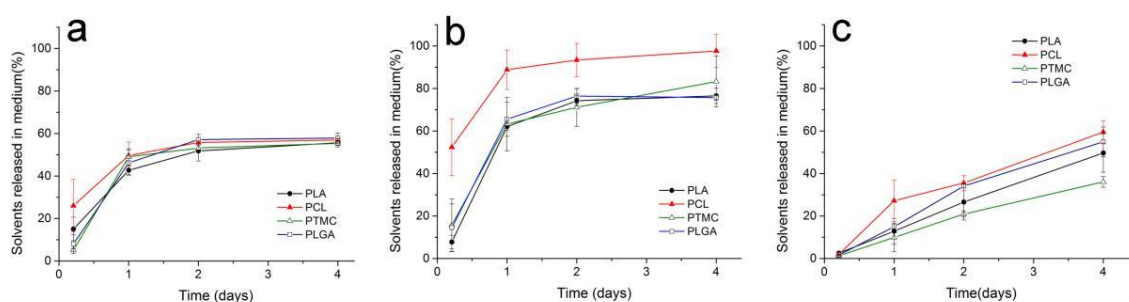 a
Solvents released in medium(%)
100
80
60
40
20
0
PLA
PCL
PTMC
PLGA
0 1 2 3 4
Time (days)
b
Solvents released in medium(%)
100
80
60
40
20
0
PLA
PCL
PTMC
PLGA
0 1 2 3 4
Time (days)
c
Solvents released in medium(%)
100
80
60
40
20
0
PLA
PCL
PTMC
PLGA
0 1 2 3 4
Time(days)